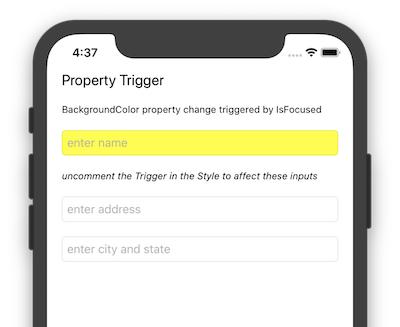 4:37
Property Trigger
BackgroundColor property change triggered by IsFocused
enter name
uncomment the Trigger in the Style to affect these inputs
enter address
enter city and state